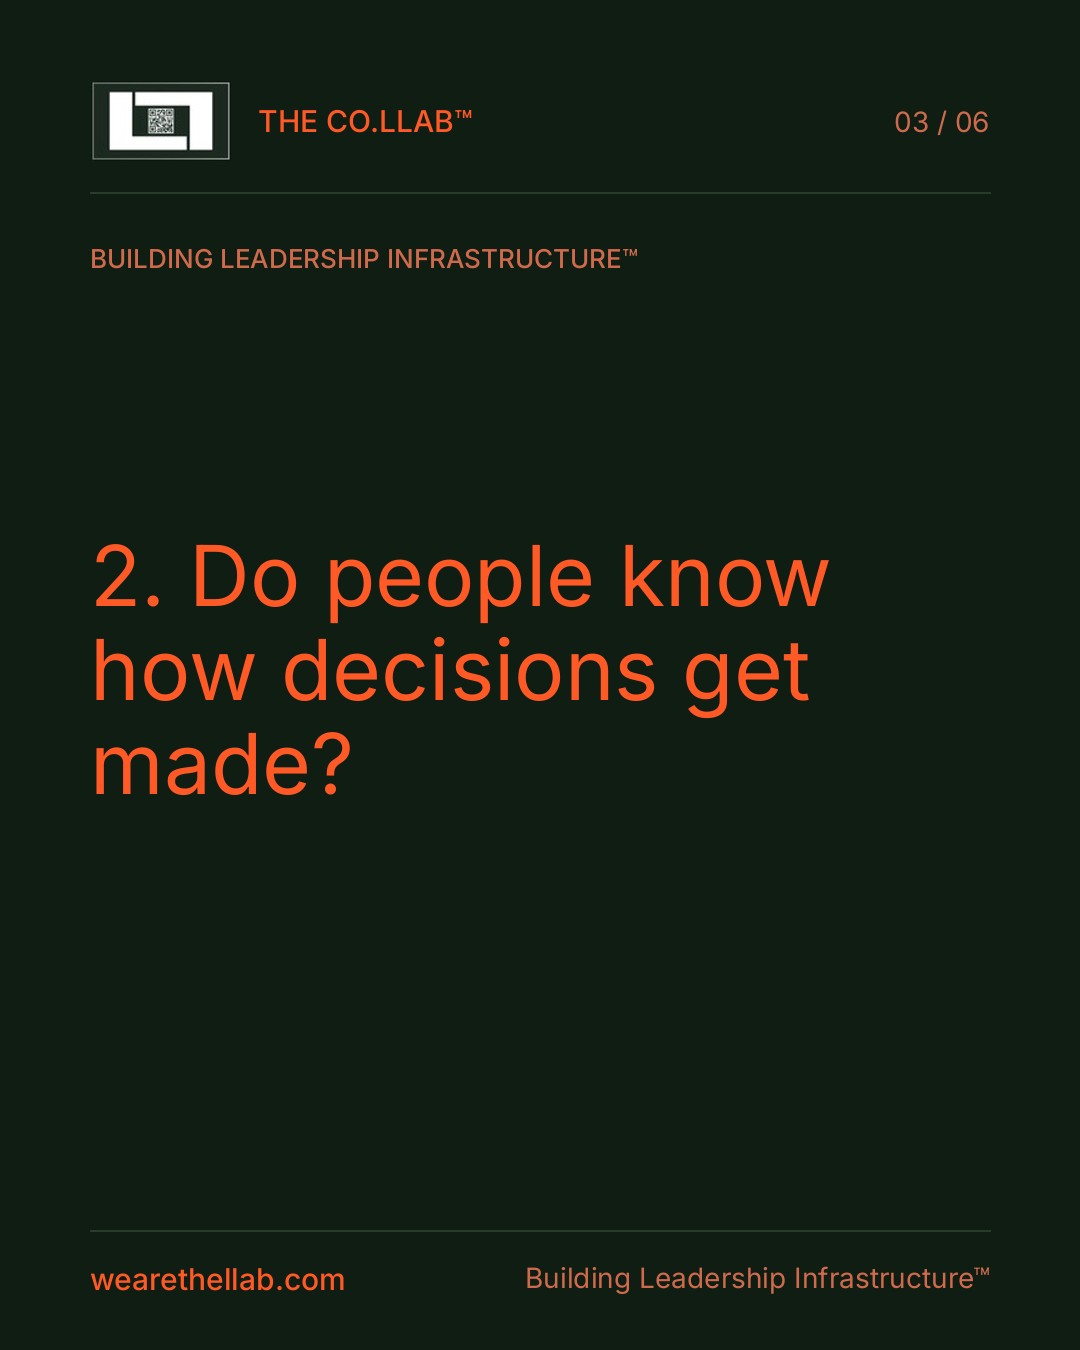 THE CO.LLAB™
03 / 06
BUILDING LEADERSHIP INFRASTRUCTURE™
2. Do people know
how decisions get
made?
wearethellab.com
Building Leadership Infrastructure™